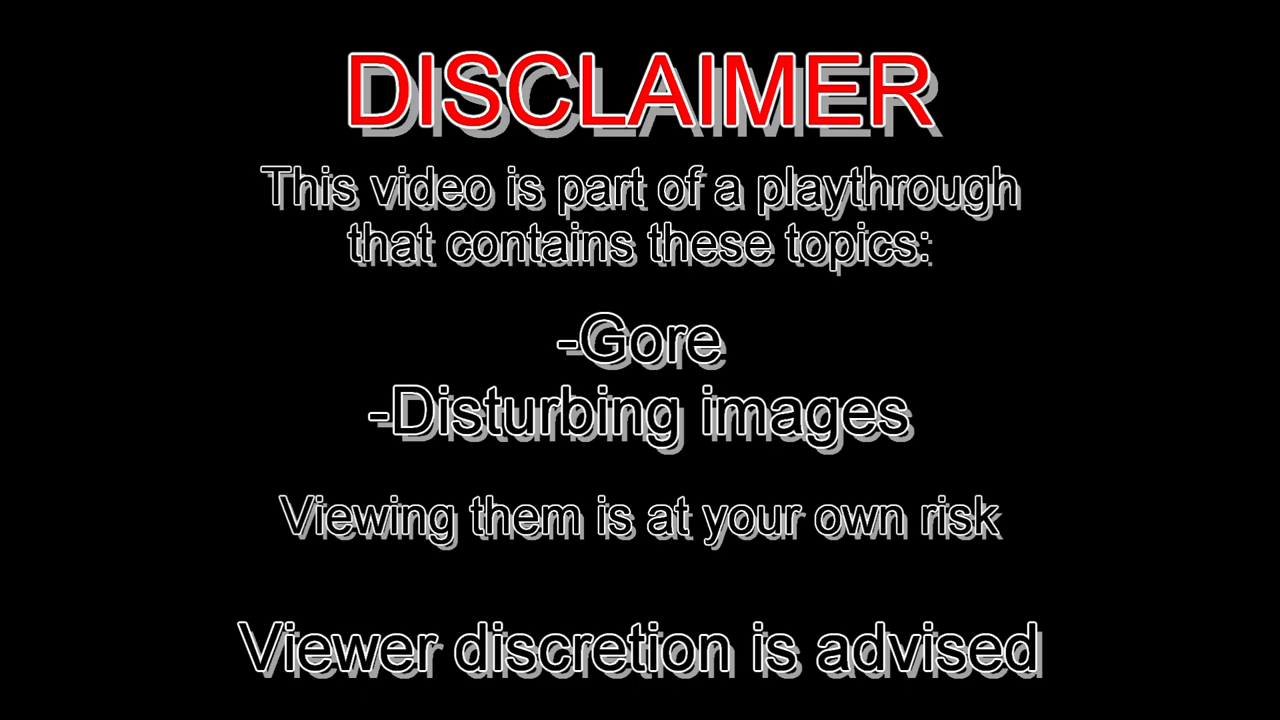 DISCLAIMER
This video is part of a playthrough
that contains these topics:
-Gore
-Disturbing images
Viewing them is at your own risk
Viewer discretion is advised